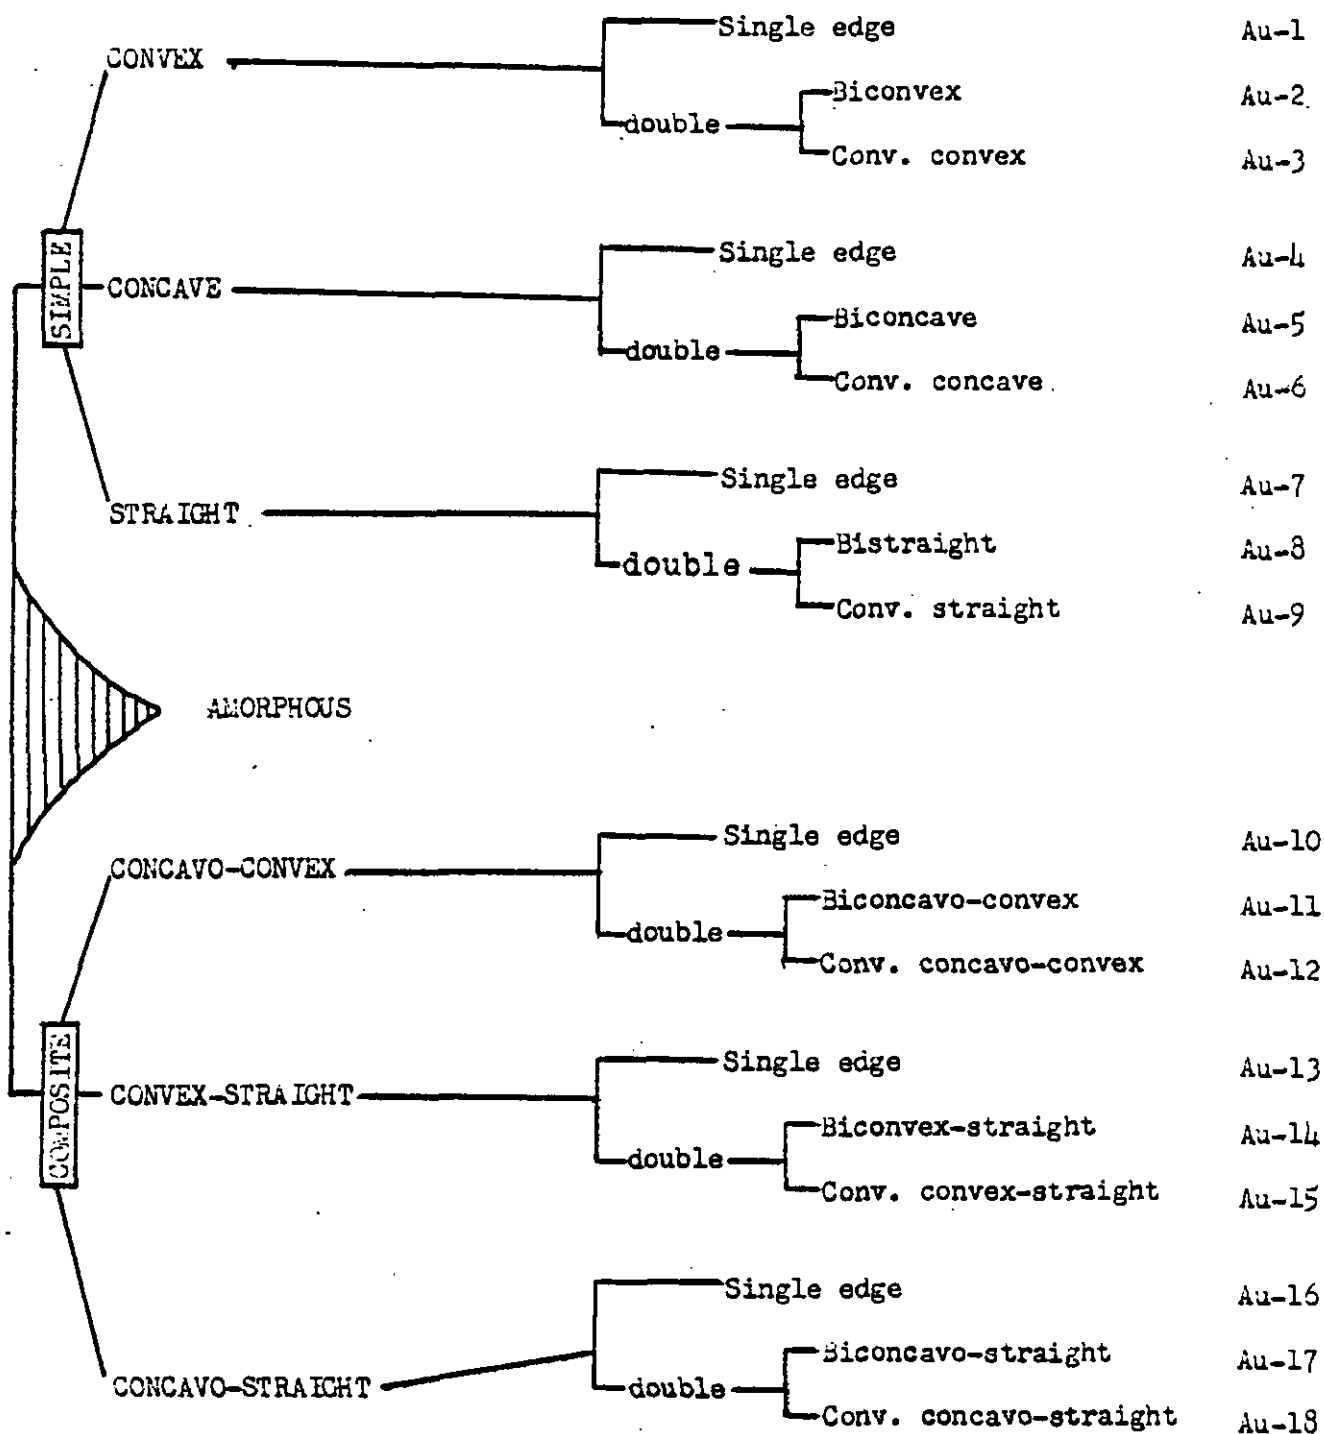 Single edge Au-1
CONVEX
Biconvex Au-2
double
Conv. convex Au-3
SIMPLE
Single edge Au-4
CONCAVE
Biconcave Au-5
double
Conv. concave Au-6
Single edge Au-7
STRAIGHT
Bistraight Au-8
double
Conv. straight Au-9
AMORPHOUS
Single edge Au-10
CONCAVO-CONVEX
Biconcavo-convex Au-11
double
Conv. concavo-convex Au-12
COMPOSITE
Single edge Au-13
CONVEX-STRAIGHT
Biconvex-straight Au-14
double
Conv. convex-straight Au-15
Single edge Au-16
Biconcavo-straight Au-17
CONCAVO-STRAIGHT
double
Conv. concavo-straight Au-18